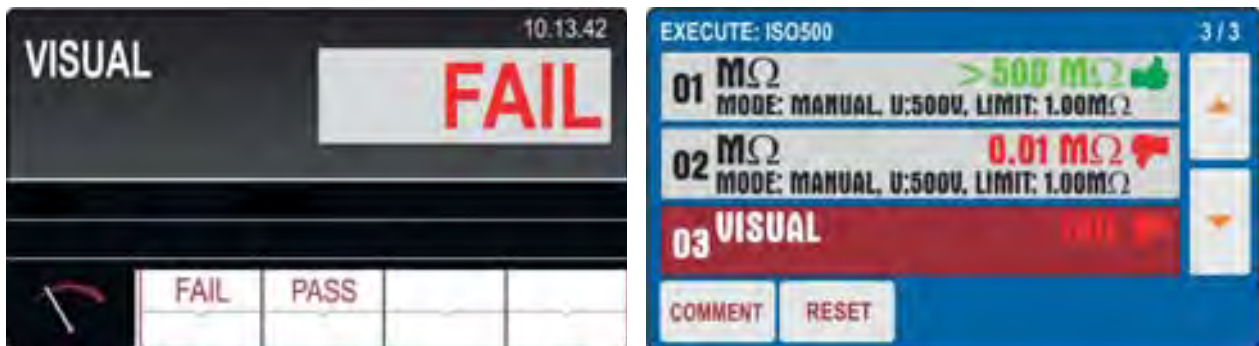 10.13.42
VISUAL
FAIL
FAIL PASS
EXECUTE: ISO500 3/3
01 MΩ >500 MΩ
MODE: MANUAL, U:500V, LIMIT: 1.00MΩ
02 MΩ 0.01 MΩ
MODE: MANUAL, U:500V, LIMIT: 1.00MΩ
03 VISUAL FAIL
COMMENT RESET